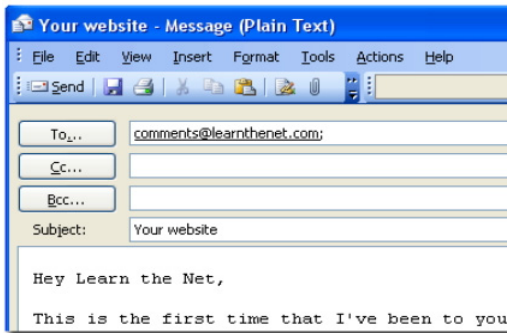 Your website - Message (Plain Text)
File Edit View Insert Format Tools Actions Help
Send
To... comments@learnthenet.com;
Cc...
Bcc...
Subject: Your website
Hey Learn the Net,
This is the first time that I've been to you